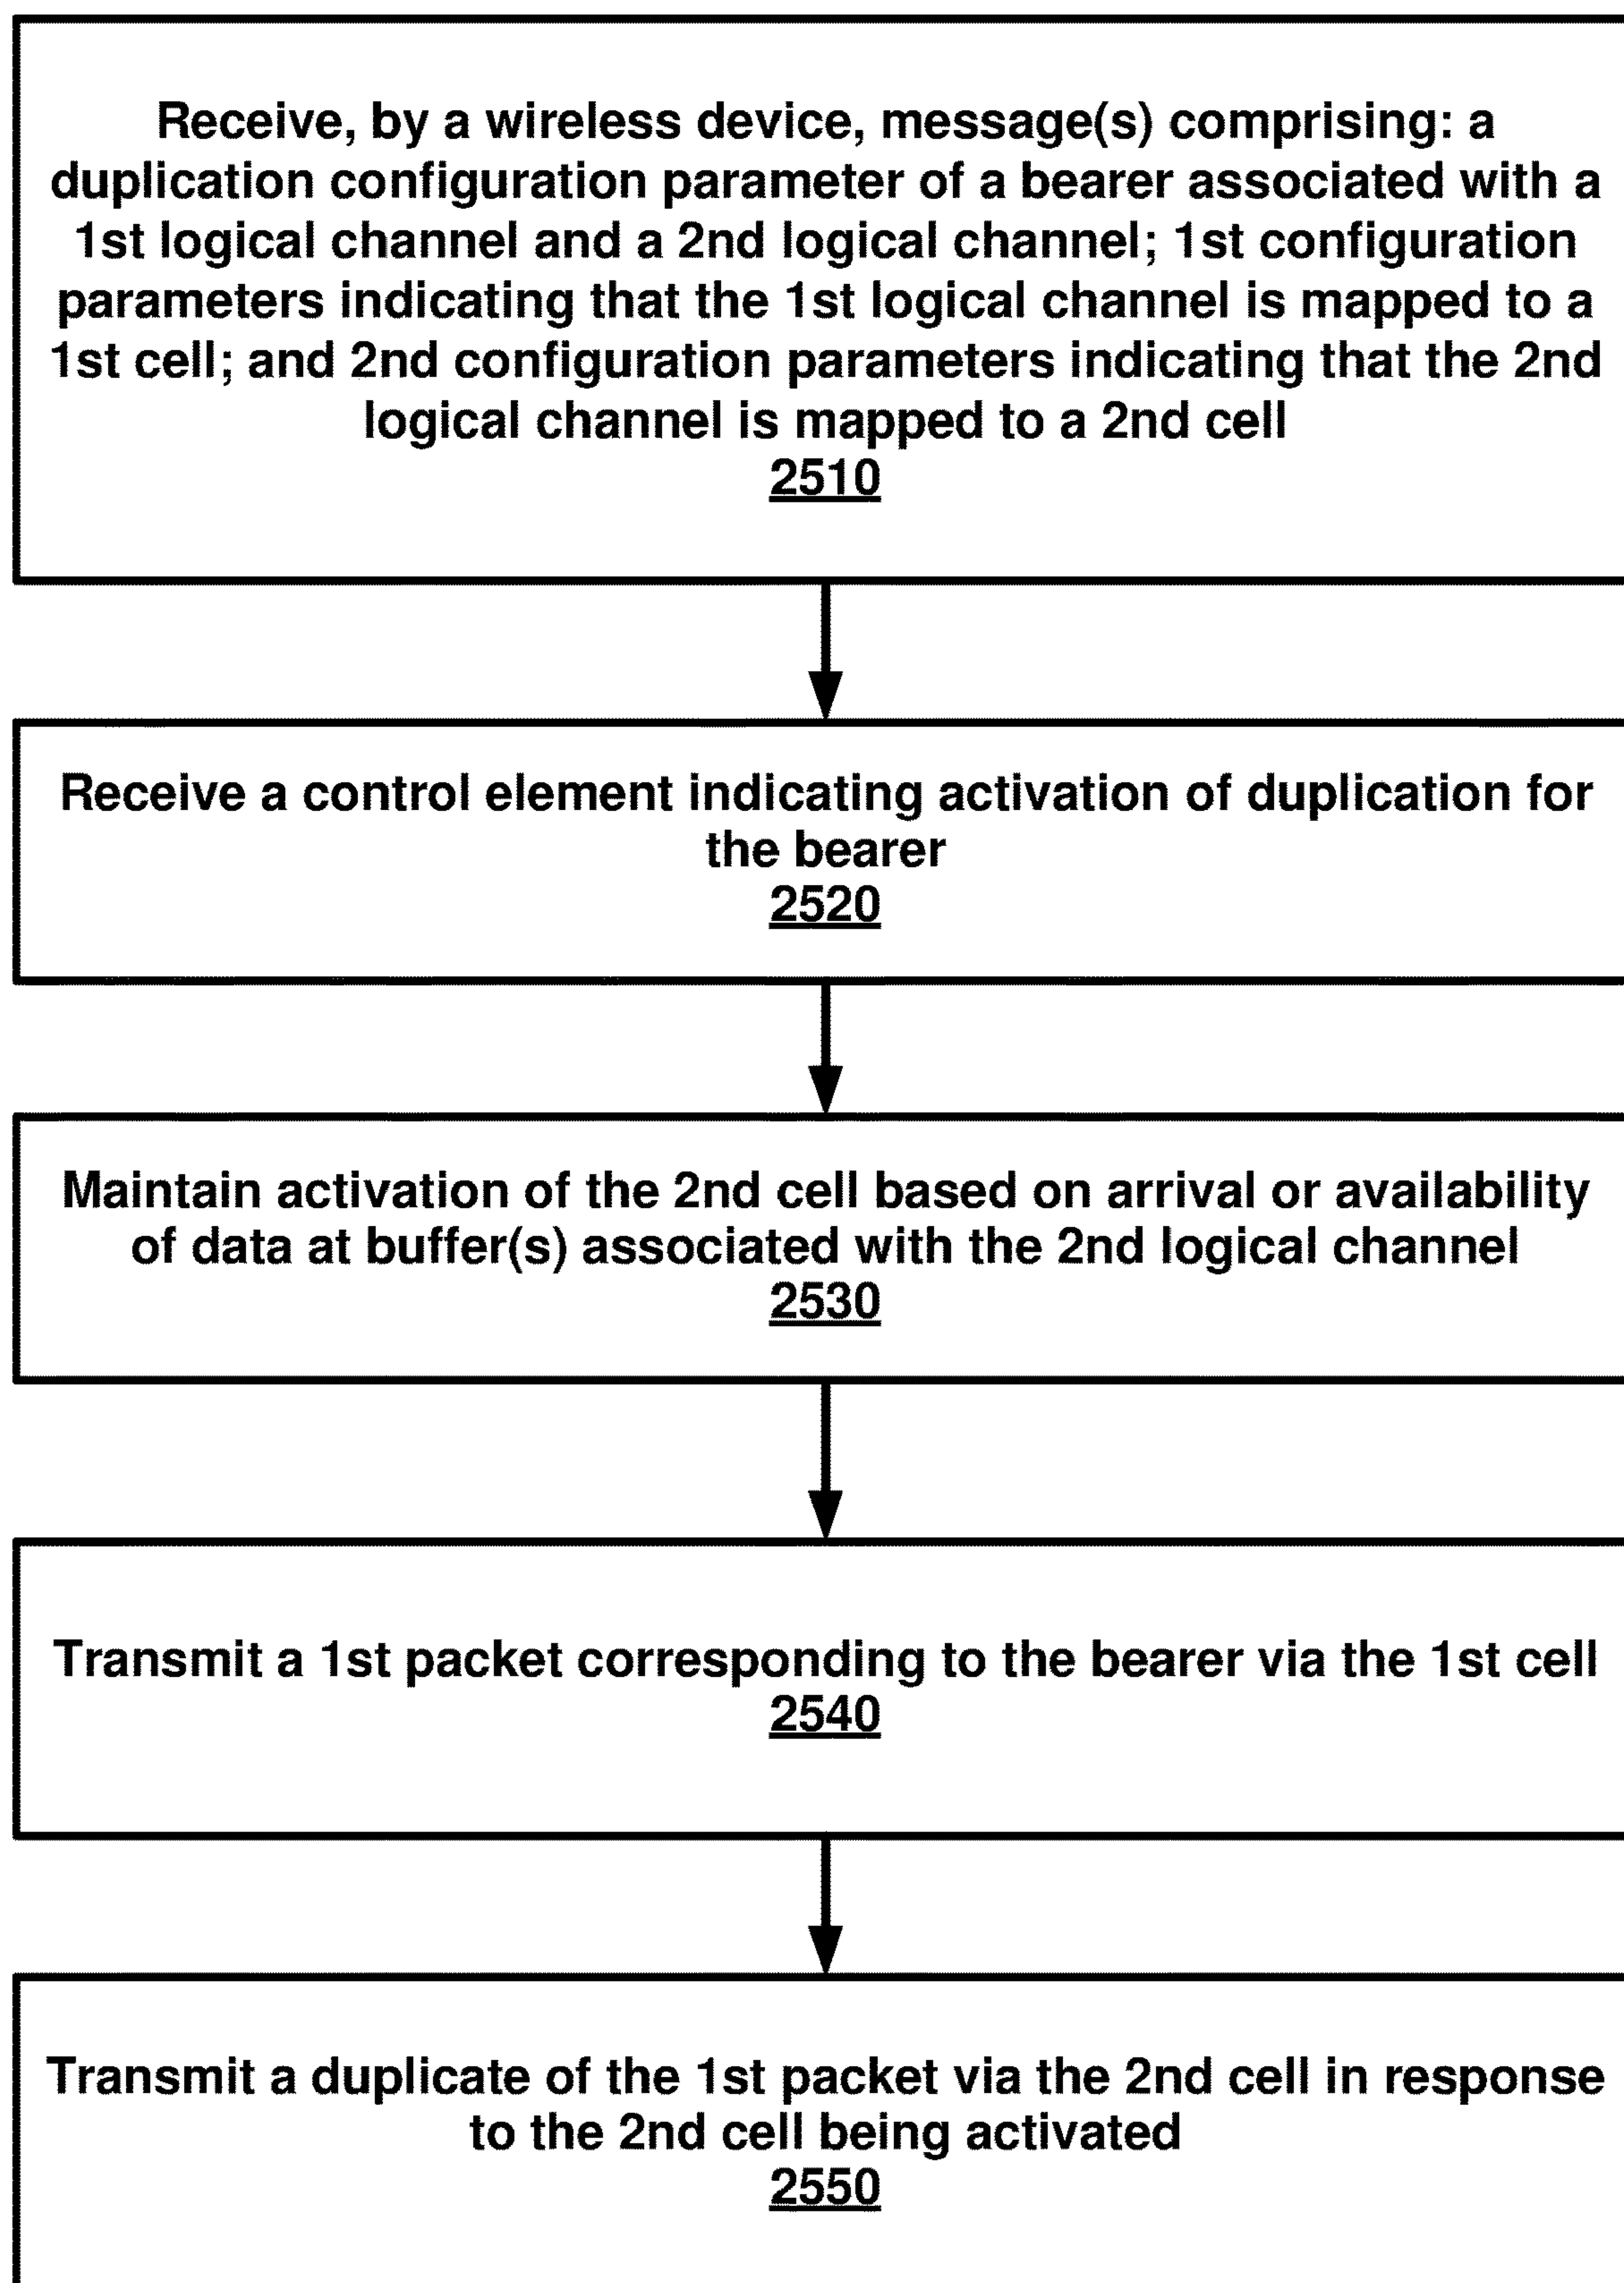 Receive, by a wireless device, message(s) comprising: a
duplication configuration parameter of a bearer associated with a
1st logical channel and a 2nd logical channel; 1st configuration
parameters indicating that the 1st logical channel is mapped to a
1st cell; and 2nd configuration parameters indicating that the 2nd
logical channel is mapped to a 2nd cell
2510
Receive a control element indicating activation of duplication for
the bearer
2520
Maintain activation of the 2nd cell based on arrival or availability
of data at buffer(s) associated with the 2nd logical channel
2530
Transmit a 1st packet corresponding to the bearer via the 1st cell
2540
Transmit a duplicate of the 1st packet via the 2nd cell in response
to the 2nd cell being activated
2550